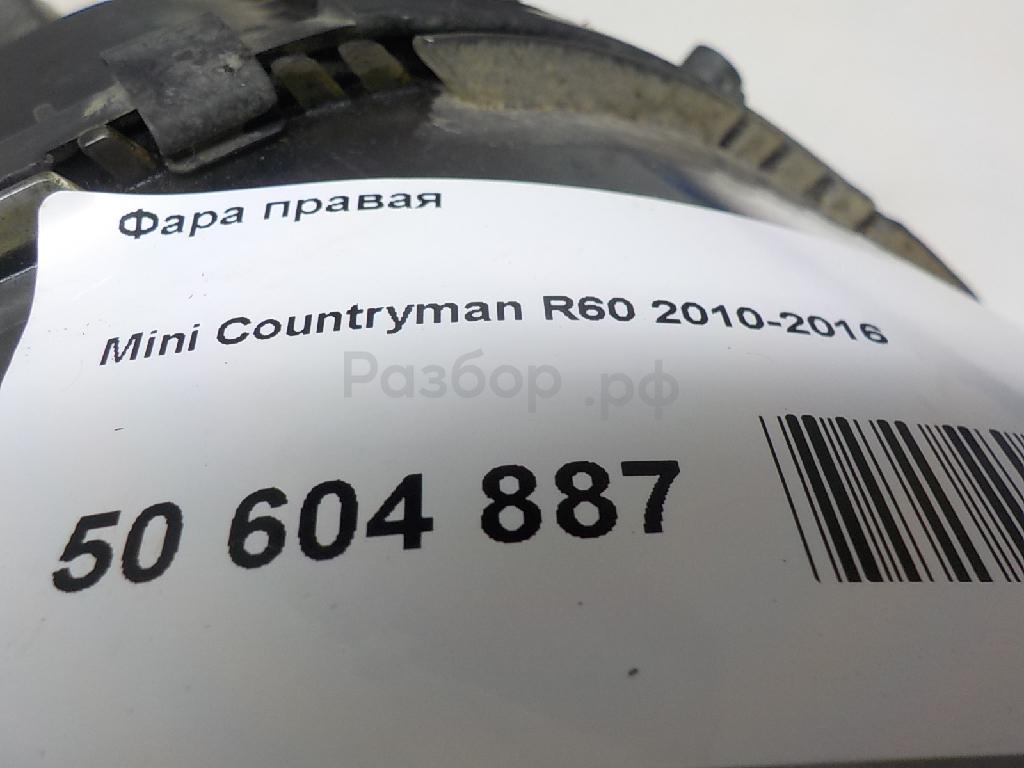 Фара правая
Mini Countryman R60 2010-2016
Разбор.рф
50 604 887